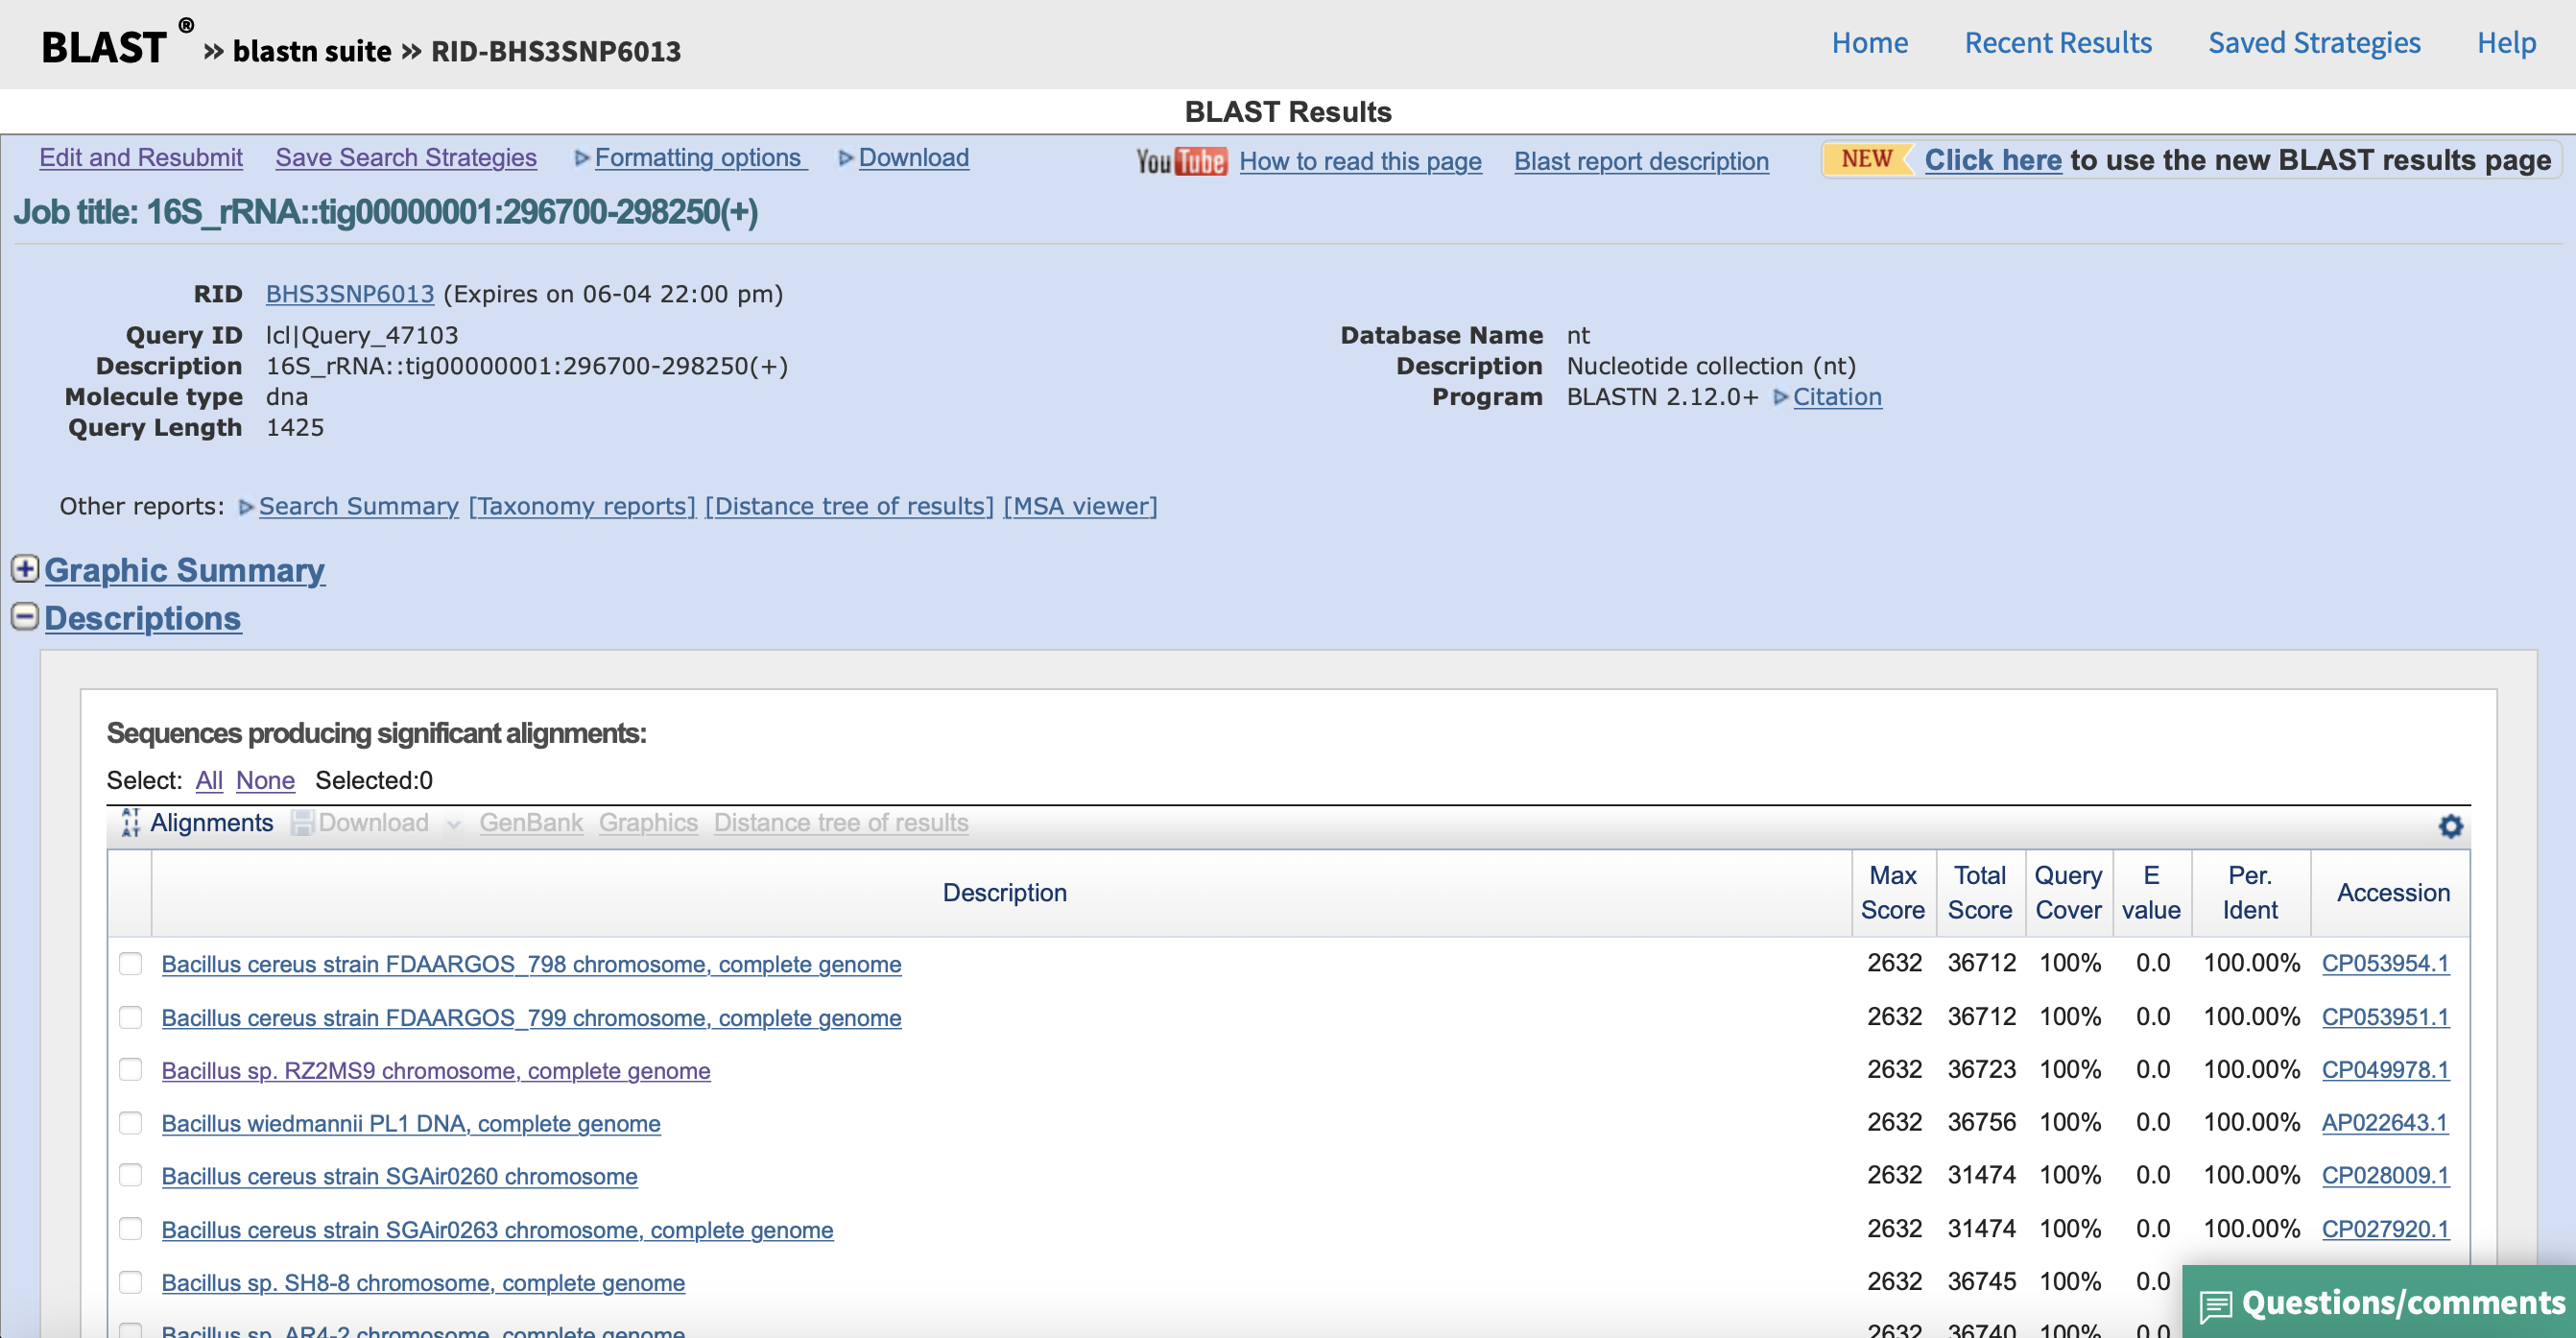 BLAST ® » blastn suite » RID-BHS3SNP6013
Home Recent Results Saved Strategies Help
BLAST Results
Edit and Resubmit Save Search Strategies Formatting options Download YouTube How to read this page Blast report description NEW Click here to use the new BLAST results page
Job title: 16S_rRNA::tig00000001:296700-298250(+)
RID BHS3SNP6013 (Expires on 06-04 22:00 pm)
Query ID lcl|Query_47103
Description 16S_rRNA::tig00000001:296700-298250(+)
Molecule type dna
Query Length 1425
Database Name nt
Description Nucleotide collection (nt)
Program BLASTN 2.12.0+ Citation
Other reports: Search Summary [Taxonomy reports] [Distance tree of results] [MSA viewer]
Graphic Summary
Descriptions
Sequences producing significant alignments:
Select: All None Selected:0
Alignments Download GenBank Graphics Distance tree of results
Description Max Score Total Score Query Cover E value Per. Ident Accession
Bacillus cereus strain FDAARGOS_798 chromosome, complete genome 2632 36712 100% 0.0 100.00% CP053954.1
Bacillus cereus strain FDAARGOS_799 chromosome, complete genome 2632 36712 100% 0.0 100.00% CP053951.1
Bacillus sp. RZ2MS9 chromosome, complete genome 2632 36723 100% 0.0 100.00% CP049978.1
Bacillus wiedmannii PL1 DNA, complete genome 2632 36756 100% 0.0 100.00% AP022643.1
Bacillus cereus strain SGAir0260 chromosome 2632 31474 100% 0.0 100.00% CP028009.1
Bacillus cereus strain SGAir0263 chromosome, complete genome 2632 31474 100% 0.0 100.00% CP027920.1
Bacillus sp. SH8-8 chromosome, complete genome 2632 36745 100% 0.0
Bacillus sp. AR4-2 chromosome, complete genome 2632 36740 100% 0.0
Questions/comments